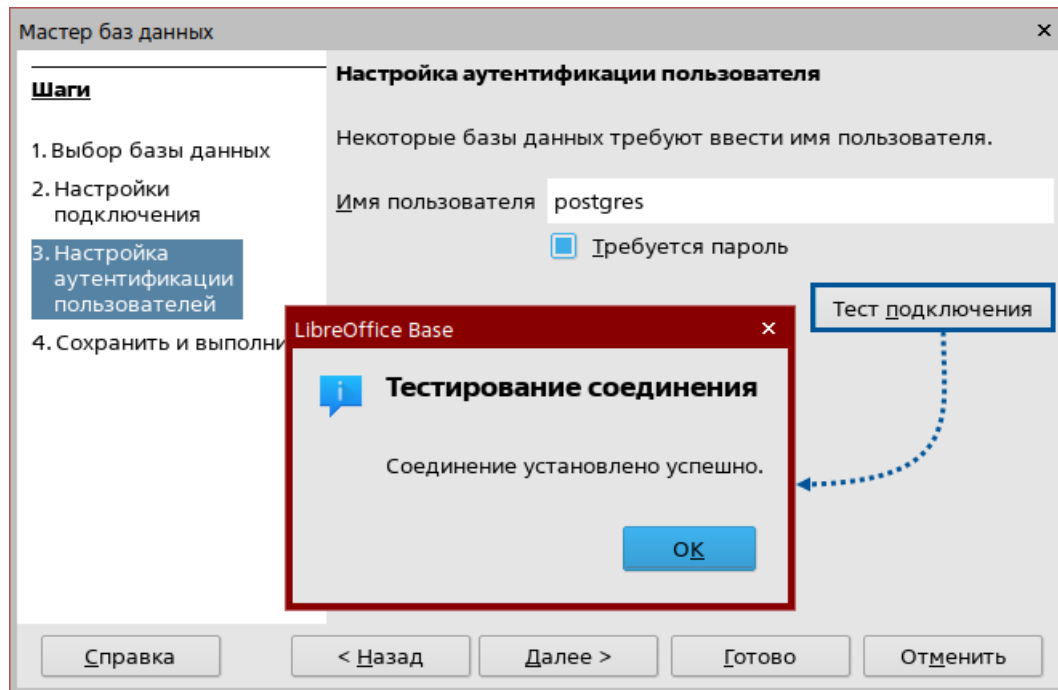 Мастер баз данных
Шаги
1. Выбор базы данных
2. Настройки
подключения
3. Настройка
аутентификации
пользователей
4. Сохранить и выполни
Настройка аутентификации пользователя
Некоторые базы данных требуют ввести имя пользователя.
Имя пользователя postgres
Требуется пароль
Тест подключения
LibreOffice Base
Тестирование соединения
Соединение установлено успешно.
OK
Справка
< Назад
Далее >
Готово
Отменить